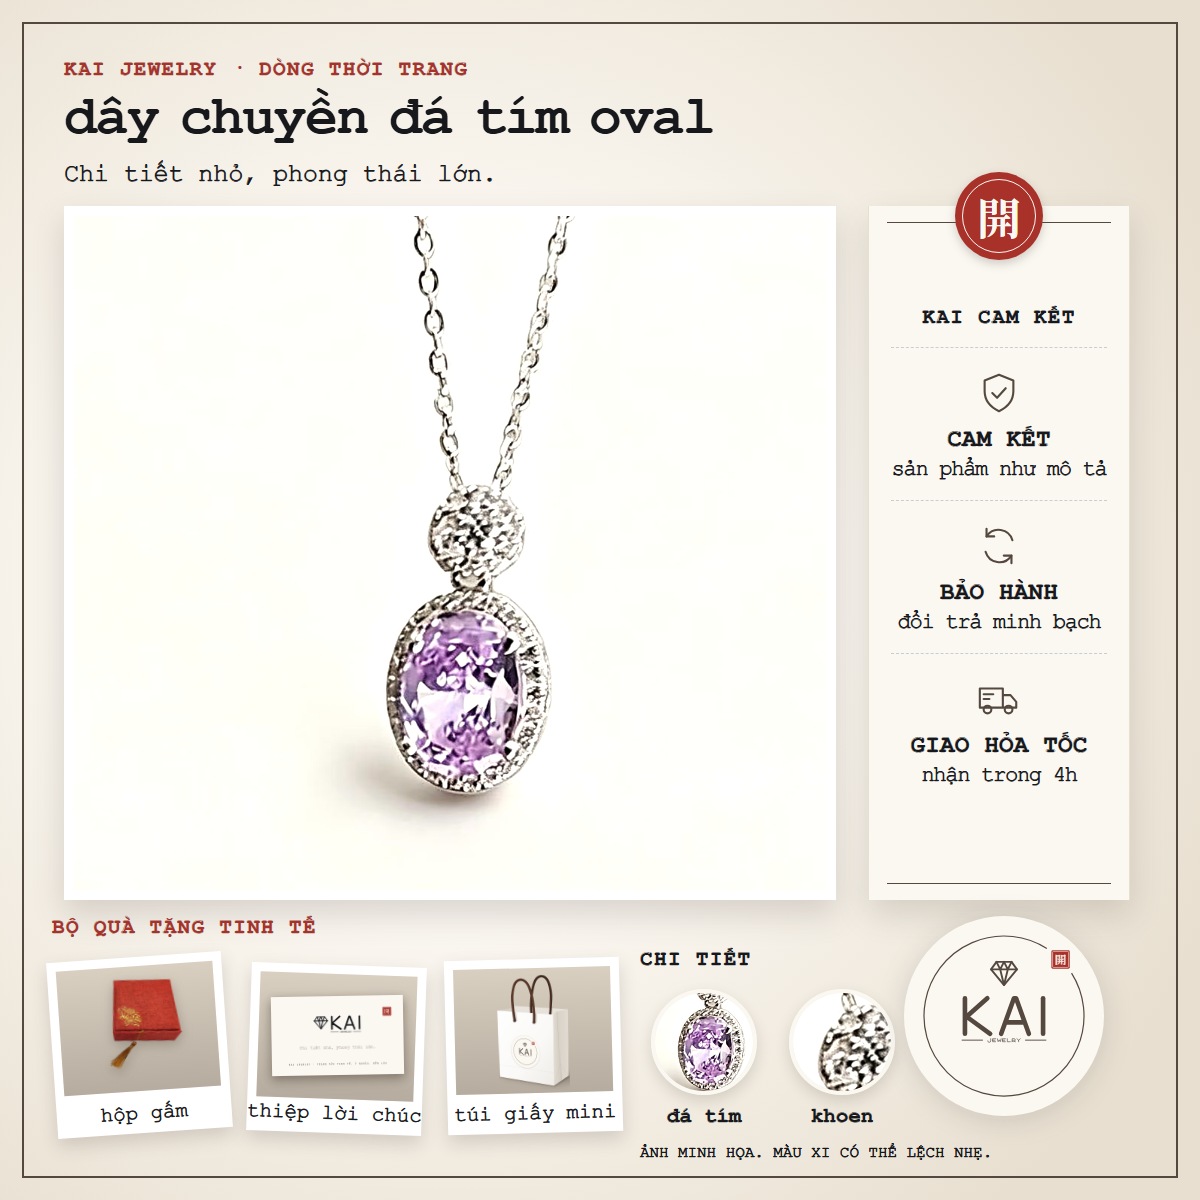 KAI JEWELRY · DÒNG THỜI TRANG
dây chuyền đá tím oval
Chi tiết nhỏ, phong thái lớn.
開
KAI CAM KẾT
CAM KẾT
sản phẩm như mô tả
BẢO HÀNH
đổi trả minh bạch
GIAO HỎA TỐC
nhận trong 4h
BỘ QUÀ TẶNG TINH TẾ
KAI
開
hộp gấm
thiệp lời chúc
KAI
túi giấy mini
CHI TIẾT
đá tím
khoen
ẢNH MINH HỌA. MÀU XI CÓ THỂ LỆCH NHẸ.
開
KAI
JEWELRY